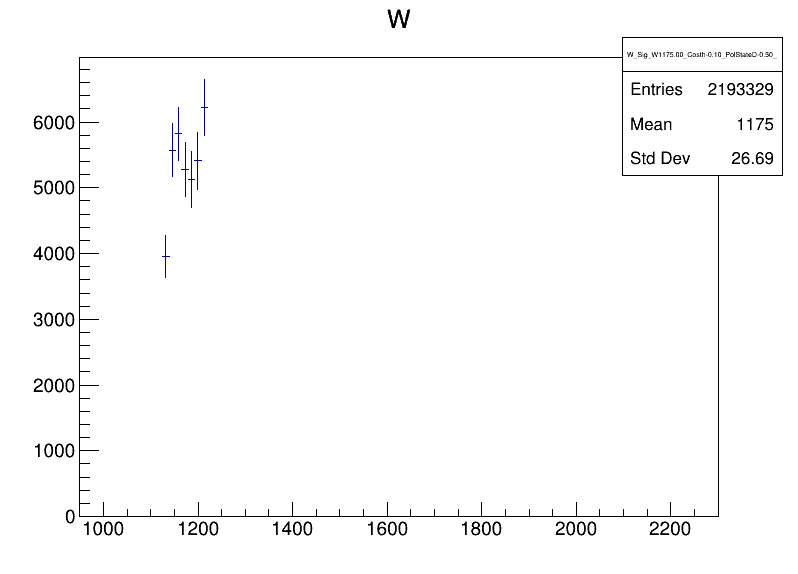 W
W_Sig_W1175.00_Costh-0.10_PolStateD-0.50_
Entries 2193329
Mean 1175
Std Dev 26.69
6000
5000
4000
3000
2000
1000
0
1000 1200 1400 1600 1800 2000 2200